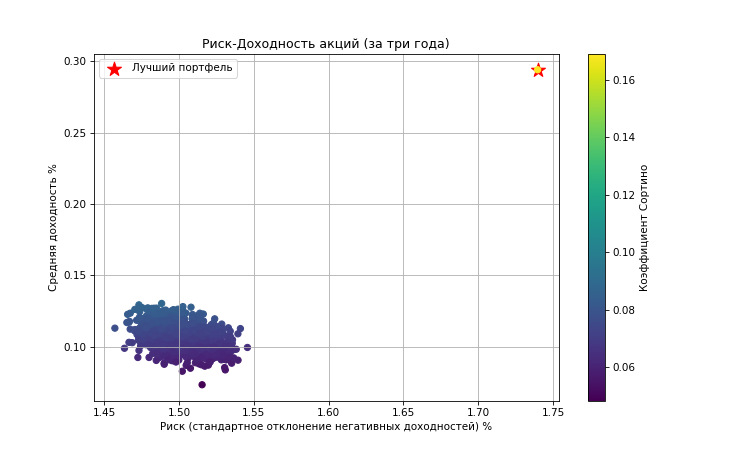 Риск-Доходность акций (за три года)
Лучший портфель
Средняя доходность %
0.30
0.25
0.20
0.15
0.10
1.45 1.50 1.55 1.60 1.65 1.70 1.75
Риск (стандартное отклонение негативных доходностей) %
0.16
0.14
0.12
0.10
0.08
0.06
Коэффициент Сортино